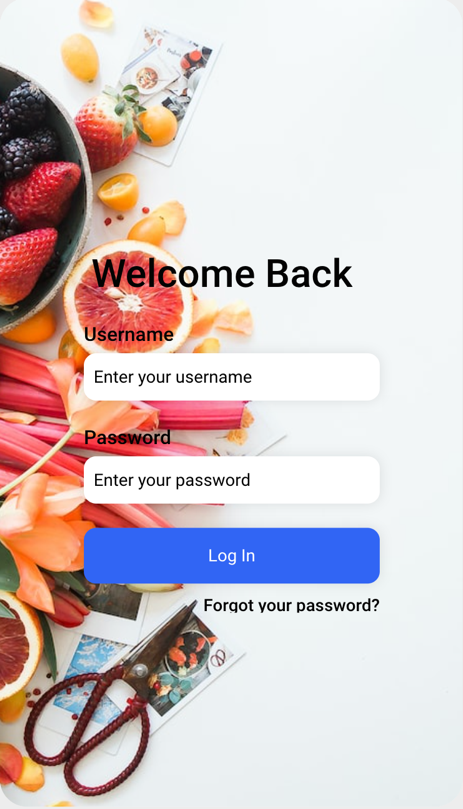 Welcome Back
Username
Enter your username
Password
Enter your password
Log In
Forgot your password?